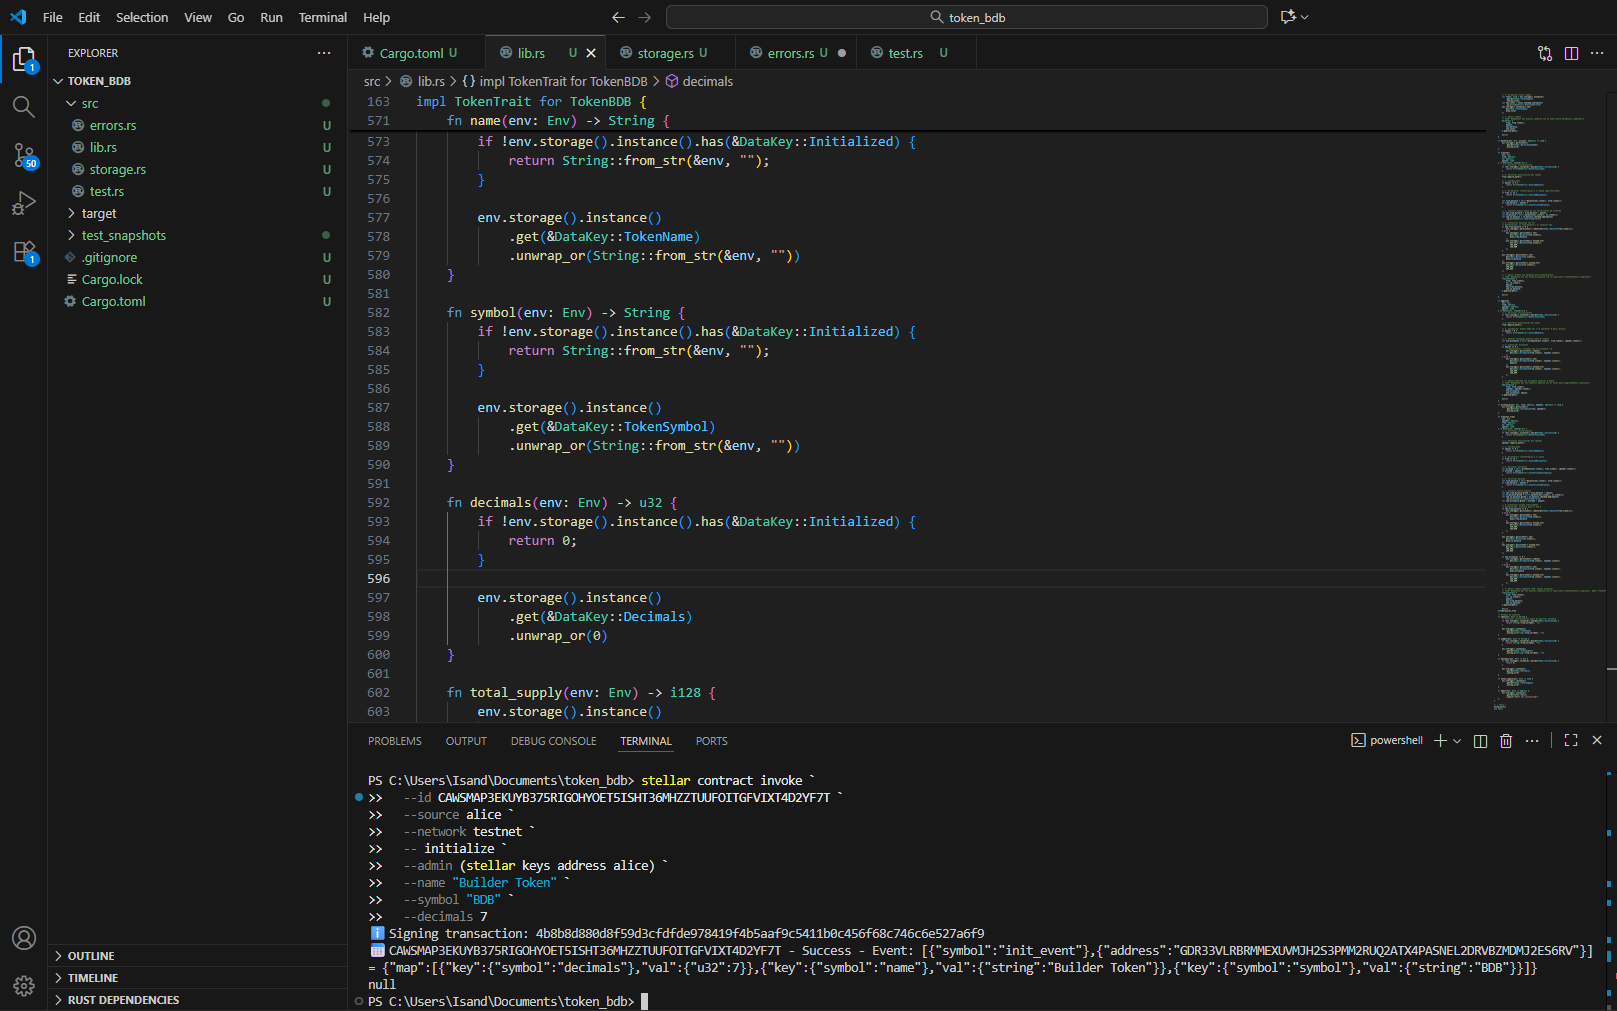 File Edit Selection View Go Run Terminal Help
token_bdb
EXPLORER
TOKEN_BDB
src
errors.rs U
lib.rs U
storage.rs U
test.rs U
target
test_snapshots
.gitignore U
Cargo.lock U
Cargo.toml U
OUTLINE
TIMELINE
RUST DEPENDENCIES
1
50
1
Cargo.toml U lib.rs U storage.rs U errors.rs U test.rs U
src > lib.rs > {} impl TokenTrait for TokenBDB > decimals
163 impl TokenTrait for TokenBDB {
571 fn name(env: Env) -> String {
573 if !env.storage().instance().has(&DataKey::Initialized) {
574 return String::from_str(&env, "");
575 }
576
577 env.storage().instance()
578 .get(&DataKey::TokenName)
579 .unwrap_or(String::from_str(&env, ""))
580 }
581
582 fn symbol(env: Env) -> String {
583 if !env.storage().instance().has(&DataKey::Initialized) {
584 return String::from_str(&env, "");
585 }
586
587 env.storage().instance()
588 .get(&DataKey::TokenSymbol)
589 .unwrap_or(String::from_str(&env, ""))
590 }
591
592 fn decimals(env: Env) -> u32 {
593 if !env.storage().instance().has(&DataKey::Initialized) {
594 return 0;
595 }
596
597 env.storage().instance()
598 .get(&DataKey::Decimals)
599 .unwrap_or(0)
600 }
601
602 fn total_supply(env: Env) -> i128 {
603 env.storage().instance()
PROBLEMS OUTPUT DEBUG CONSOLE TERMINAL PORTS
powershell
PS C:\Users\Isand\Documents\token_bdb> stellar contract invoke `
>> --id CAWSMAP3EKUYB375RIGOHYOET5ISHT36MHZZTUUFOITGFVIXT4D2YF7T `
>> --source alice `
>> --network testnet `
>> -- initialize `
>> --admin (stellar keys address alice) `
>> --name "Builder Token" `
>> --symbol "BDB" `
>> --decimals 7
Signing transaction: 4b8b8d880d8f59d3cfdfde978419f4b5aaf9c5411b0c456f68c746c6e527a6f9
CAWSMAP3EKUYB375RIGOHYOET5ISHT36MHZZTUUFOITGFVIXT4D2YF7T - Success - Event: [{"symbol":"init_event"},{"address":"GDR33VLRBRMMEXUVMJH2S3PMM2RUQ2ATX4PASNEL2DRVBZMDMJ2ES6RV"}]
= {"map":[{"key":{"symbol":"decimals"},"val":{"u32":7}},{"key":{"symbol":"name"},"val":{"string":"Builder Token"}},{"key":{"symbol":"symbol"},"val":{"string":"BDB"}}]}
null
PS C:\Users\Isand\Documents\token_bdb>